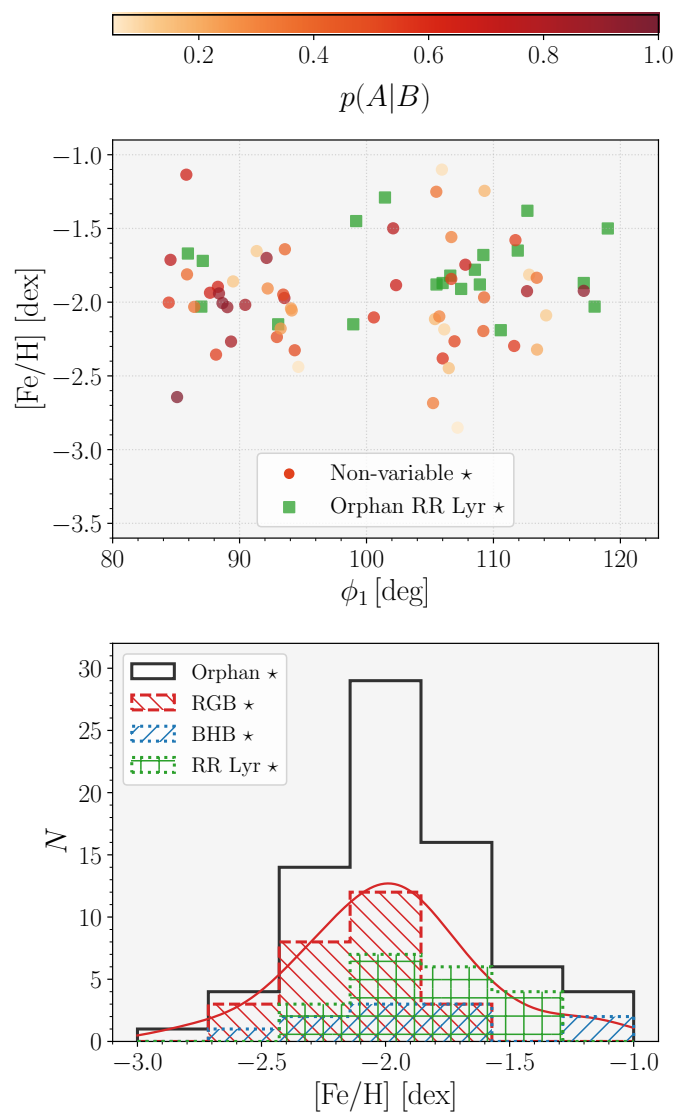 0.2 0.4 0.6 0.8 1.0
p(A|B)
−1.0
−1.5
−2.0
−2.5
−3.0
−3.5
[Fe/H] [dex]
Non-variable ⋆
Orphan RR Lyr ⋆
80 90 100 110 120
ϕ₁ [deg]
30
25
20
15
10
5
0
N
Orphan ⋆
RGB ⋆
BHB ⋆
RR Lyr ⋆
−3.0 −2.5 −2.0 −1.5 −1.0
[Fe/H] [dex]